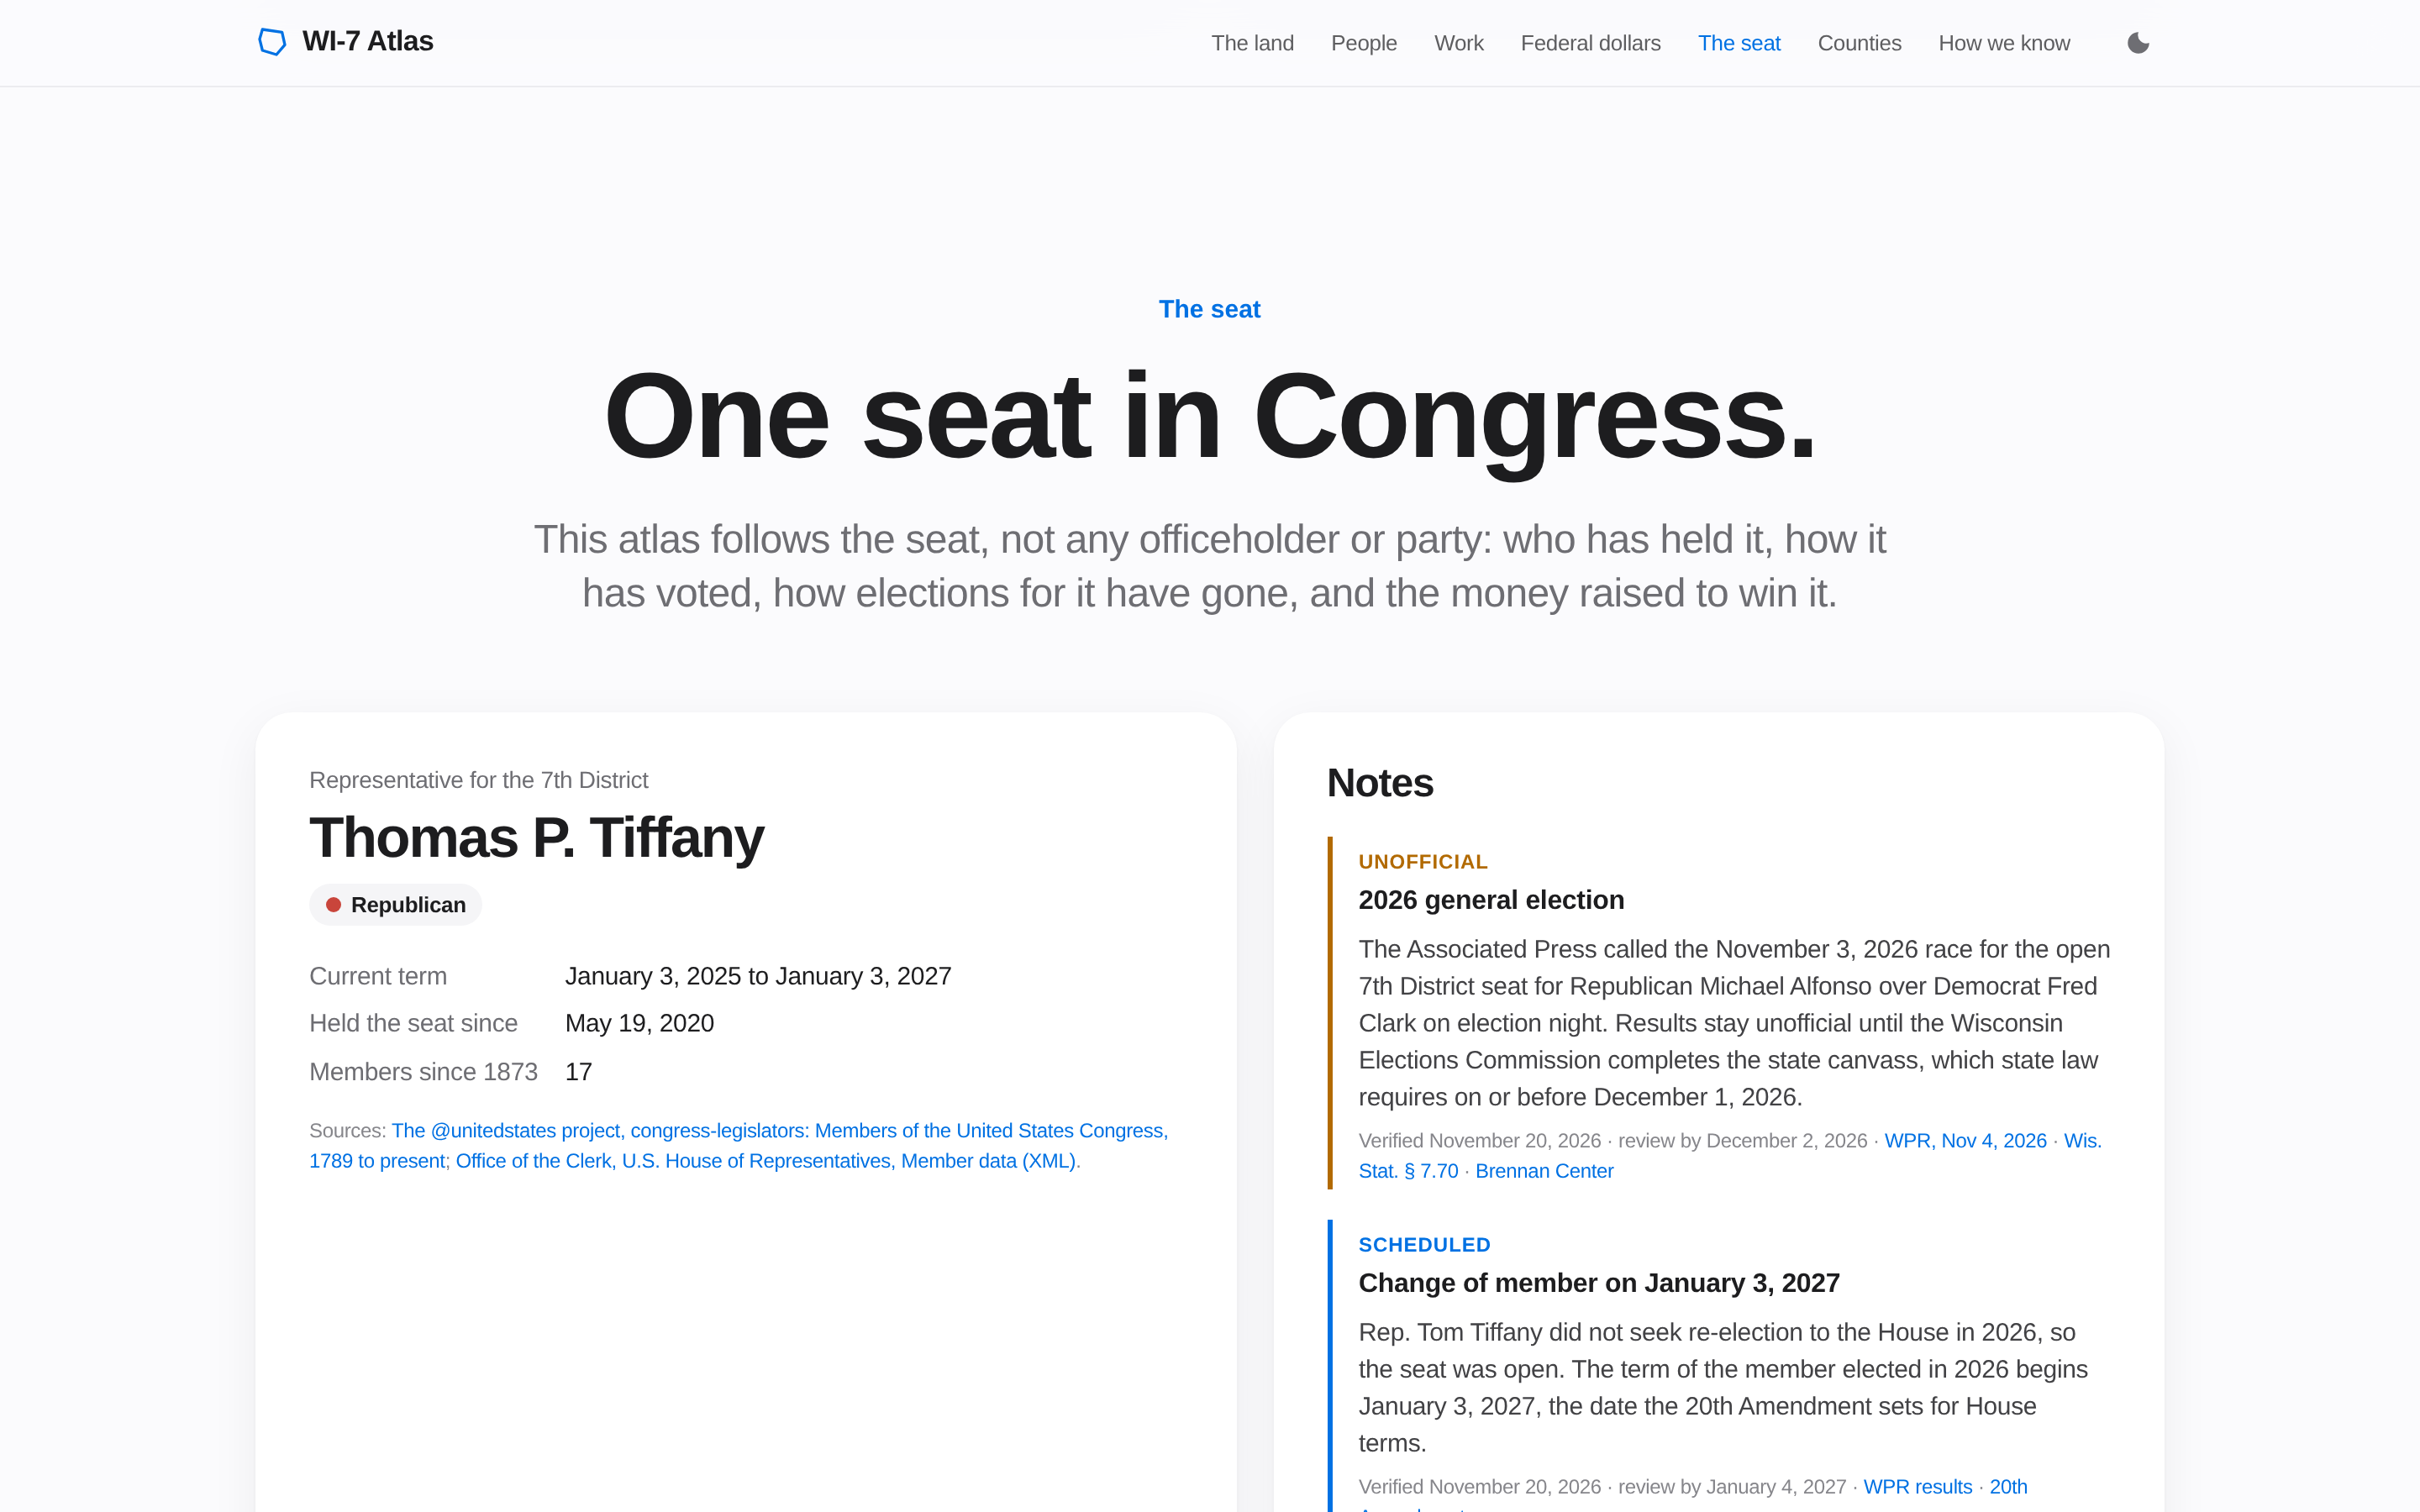 WI-7 Atlas
The land People Work Federal dollars The seat Counties How we know
The seat
One seat in Congress.
This atlas follows the seat, not any officeholder or party: who has held it, how it
has voted, how elections for it have gone, and the money raised to win it.
Representative for the 7th District
Thomas P. Tiffany
Republican
Current term January 3, 2025 to January 3, 2027
Held the seat since May 19, 2020
Members since 1873 17
Sources: The @unitedstates project, congress-legislators: Members of the United States Congress,
1789 to present; Office of the Clerk, U.S. House of Representatives, Member data (XML).
Notes
UNOFFICIAL
2026 general election
The Associated Press called the November 3, 2026 race for the open
7th District seat for Republican Michael Alfonso over Democrat Fred
Clark on election night. Results stay unofficial until the Wisconsin
Elections Commission completes the state canvass, which state law
requires on or before December 1, 2026.
Verified November 20, 2026 · review by December 2, 2026 · WPR, Nov 4, 2026 · Wis.
Stat. § 7.70 · Brennan Center
SCHEDULED
Change of member on January 3, 2027
Rep. Tom Tiffany did not seek re-election to the House in 2026, so
the seat was open. The term of the member elected in 2026 begins
January 3, 2027, the date the 20th Amendment sets for House
terms.
Verified November 20, 2026 · review by January 4, 2027 · WPR results · 20th